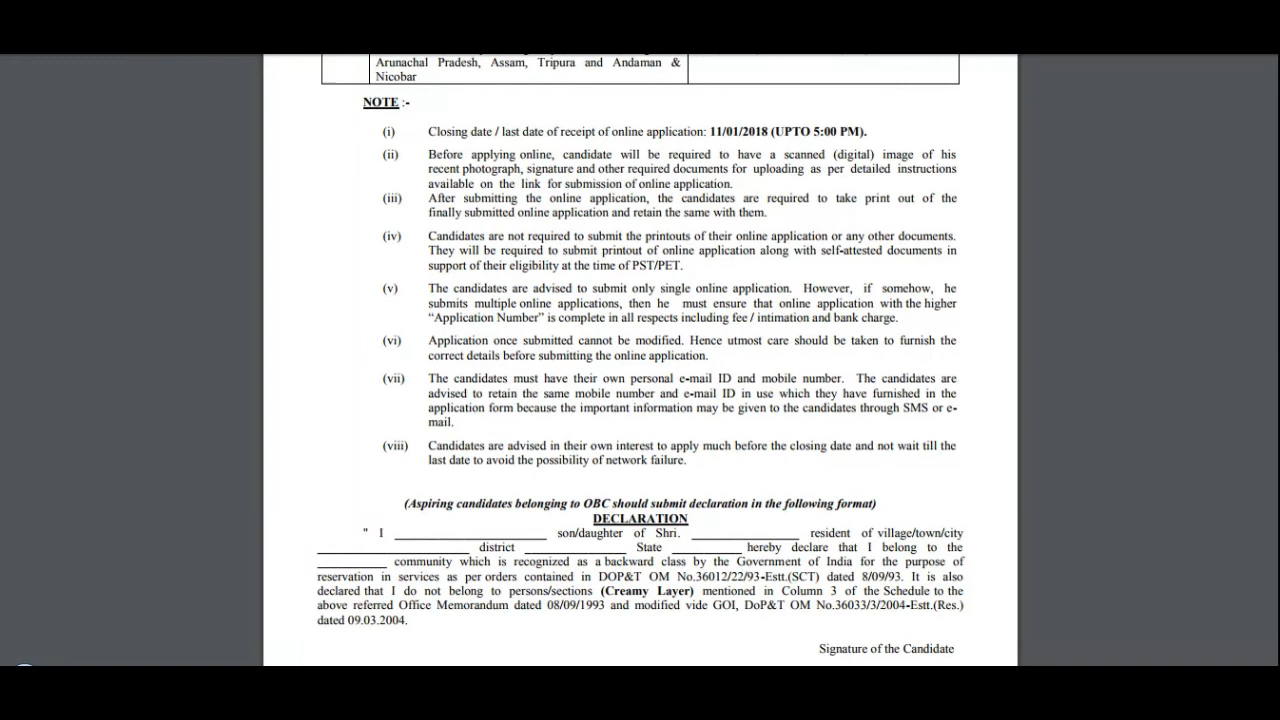 Arunachal Pradesh, Assam, Tripura and Andaman &
Nicobar
NOTE :-
(i) Closing date / last date of receipt of online application: 11/01/2018 (UPTO 5:00 PM).
(ii) Before applying online, candidate will be required to have a scanned (digital) image of his
recent photograph, signature and other required documents for uploading as per detailed instructions
available on the link for submission of online application.
(iii) After submitting the online application, the candidates are required to take print out of the
finally submitted online application and retain the same with them.
(iv) Candidates are not required to submit the printouts of their online application or any other documents.
They will be required to submit printout of online application along with self-attested documents in
support of their eligibility at the time of PST/PET.
(v) The candidates are advised to submit only single online application. However, if somehow, he
submits multiple online applications, then he must ensure that online application with the higher
“Application Number” is complete in all respects including fee / intimation and bank charge.
(vi) Application once submitted cannot be modified. Hence utmost care should be taken to furnish the
correct details before submitting the online application.
(vii) The candidates must have their own personal e-mail ID and mobile number. The candidates are
advised to retain the same mobile number and e-mail ID in use which they have furnished in the
application form because the important information may be given to the candidates through SMS or e-
mail.
(viii) Candidates are advised in their own interest to apply much before the closing date and not wait till the
last date to avoid the possibility of network failure.
(Aspiring candidates belonging to OBC should submit declaration in the following format)
DECLARATION
" I ________________________ son/daughter of Shri. _________________ resident of village/town/city
________________________ district ________________ State ___________ hereby declare that I belong to the
___________ community which is recognized as a backward class by the Government of India for the purpose of
reservation in services as per orders contained in DOP&T OM No.36012/22/93-Estt.(SCT) dated 8/09/93. It is also
declared that I do not belong to persons/sections (Creamy Layer) mentioned in Column 3 of the Schedule to the
above referred Office Memorandum dated 08/09/1993 and modified vide GOI, DoP&T OM No.36033/3/2004-Estt.(Res.)
dated 09.03.2004.
Signature of the Candidate